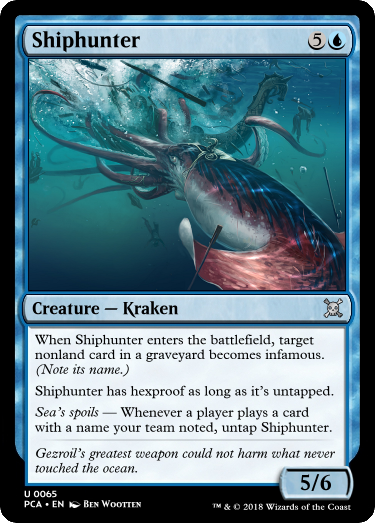 Shiphunter 5
Creature — Kraken
When Shiphunter enters the battlefield, target
nonland card in a graveyard becomes infamous.
(Note its name.)
Shiphunter has hexproof as long as it's untapped.
Sea's spoils — Whenever a player plays a card
with a name your team noted, untap Shiphunter.
Gezroil's greatest weapon could not harm what never
touched the ocean.
5/6
U 0065
PCA • EN Ben Wootten
™ & © 2018 Wizards of the Coast